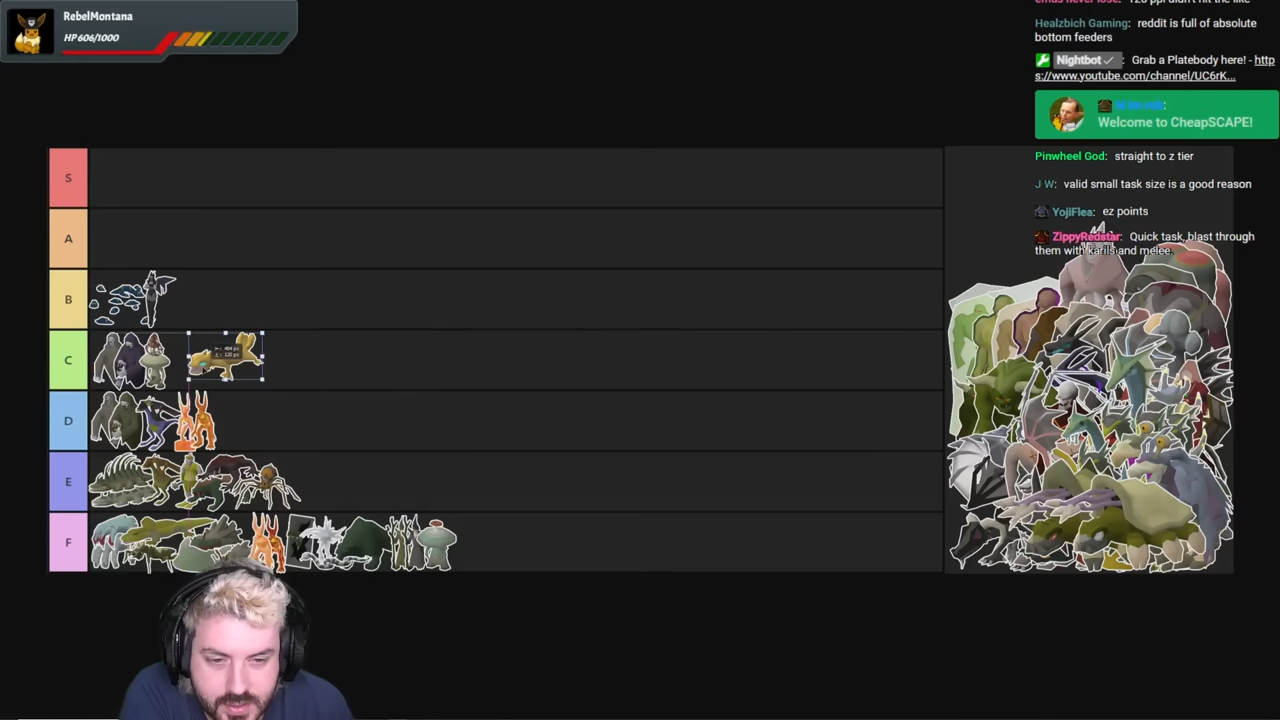 RebelMontana
HP 606/1000
Healzbich Gaming: reddit is full of absolute
bottom feeders
Nightbot: Grab a Platebody here! - http
s://www.youtube.com/channel/UC6rK...
Welcome to CheapSCAPE!
Pinwheel God: straight to z tier
J W: valid small task size is a good reason
YojiFlea: ez points
ZippyRedstar: Quick task, blast through
them with karils and melee.
S
A
B
C
D
E
F